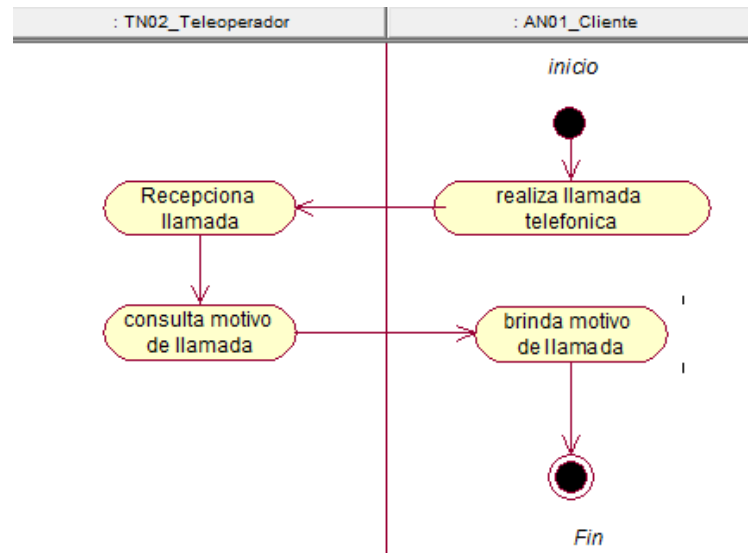 : TN02_Teleoperador
: AN01_Cliente
inicio
Recepciona
llamada
realiza llamada
telefonica
consulta motivo
de llamada
brinda motivo
de llamada
Fin